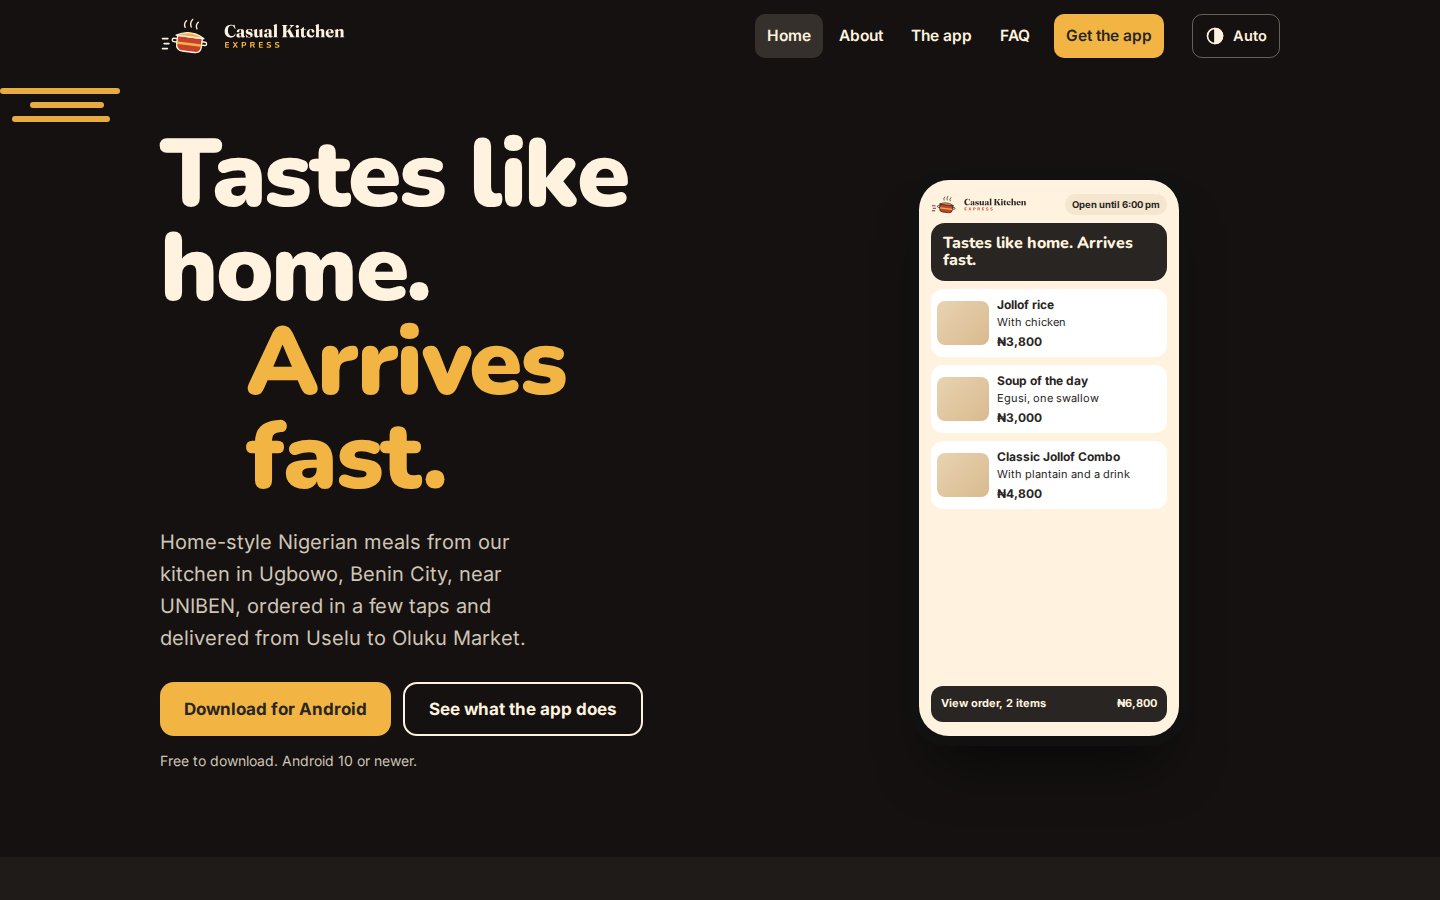 Casual Kitchen
EXPRESS
Home
About
The app
FAQ
Get the app
Auto
Tastes like
home.
Arrives
fast.
Home-style Nigerian meals from our
kitchen in Ugbowo, Benin City, near
UNIBEN, ordered in a few taps and
delivered from Uselu to Oluku Market.
Download for Android
See what the app does
Free to download. Android 10 or newer.
Casual Kitchen
EXPRESS
Open until 6:00 pm
Tastes like home. Arrives
fast.
Jollof rice
With chicken
₦3,800
Soup of the day
Egusi, one swallow
₦3,000
Classic Jollof Combo
With plantain and a drink
₦4,800
View order, 2 items
₦6,800